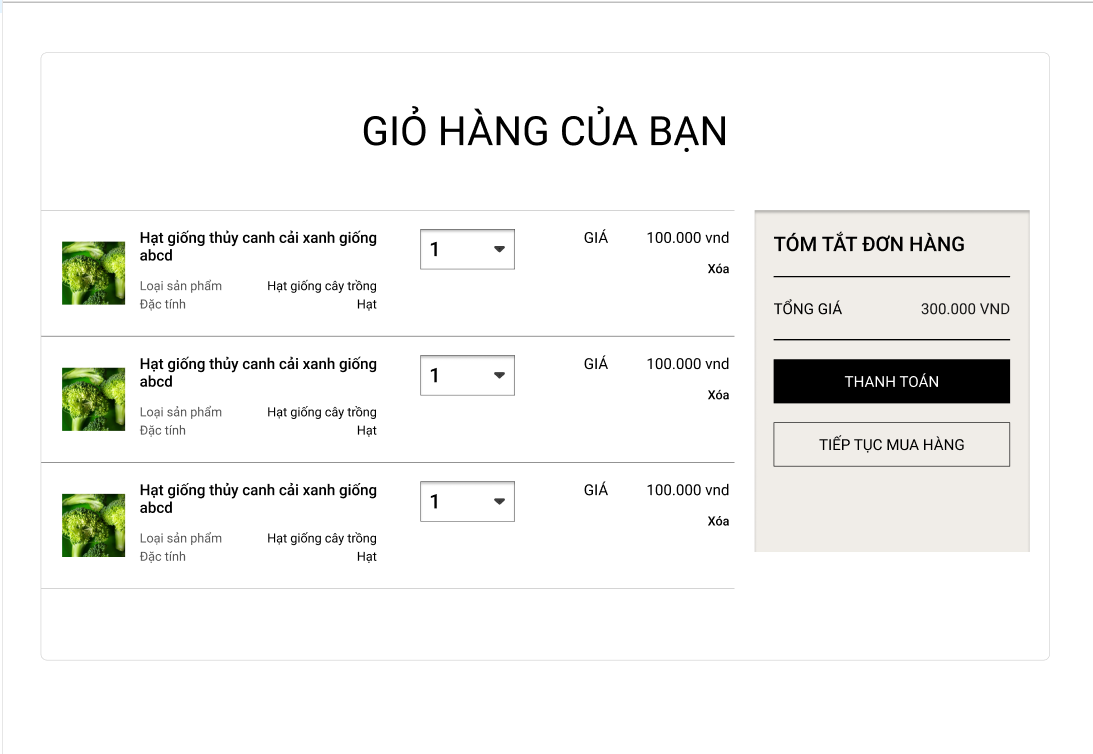 GIỎ HÀNG CỦA BẠN
Hạt giống thủy canh cải xanh giống
abcd
Loại sản phẩm Hạt giống cây trồng
Đặc tính Hạt
1
GIÁ 100.000 vnd
Xóa
Hạt giống thủy canh cải xanh giống
abcd
Loại sản phẩm Hạt giống cây trồng
Đặc tính Hạt
1
GIÁ 100.000 vnd
Xóa
Hạt giống thủy canh cải xanh giống
abcd
Loại sản phẩm Hạt giống cây trồng
Đặc tính Hạt
1
GIÁ 100.000 vnd
Xóa
TÓM TẮT ĐƠN HÀNG
TỔNG GIÁ 300.000 VND
THANH TOÁN
TIẾP TỤC MUA HÀNG